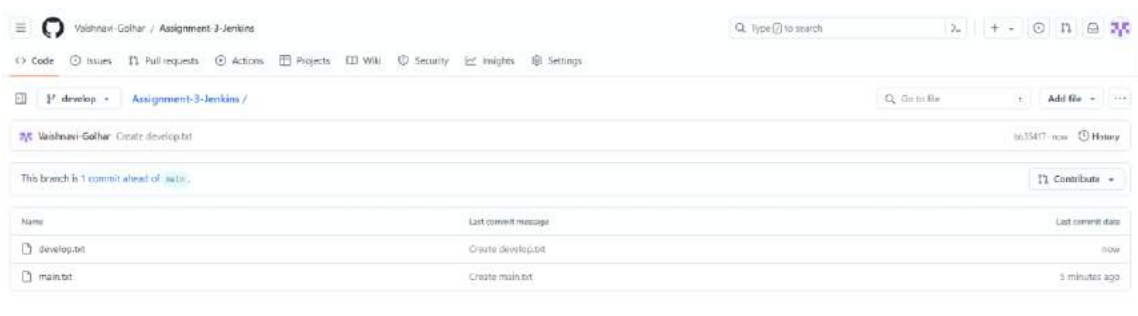 Vaishnavi-Golhar / Assignment-3-Jenkins
Type / to search
Code Issues Pull requests Actions Projects Wiki Security Insights Settings
develop Assignment-3-Jenkins / Go to file Add file
Vaishnavi-Golhar Create develop.txt bb35417 · now History
This branch is 1 commit ahead of main . Contribute
Name Last commit message Last commit date
develop.txt Create develop.txt now
main.txt Create main.txt 5 minutes ago